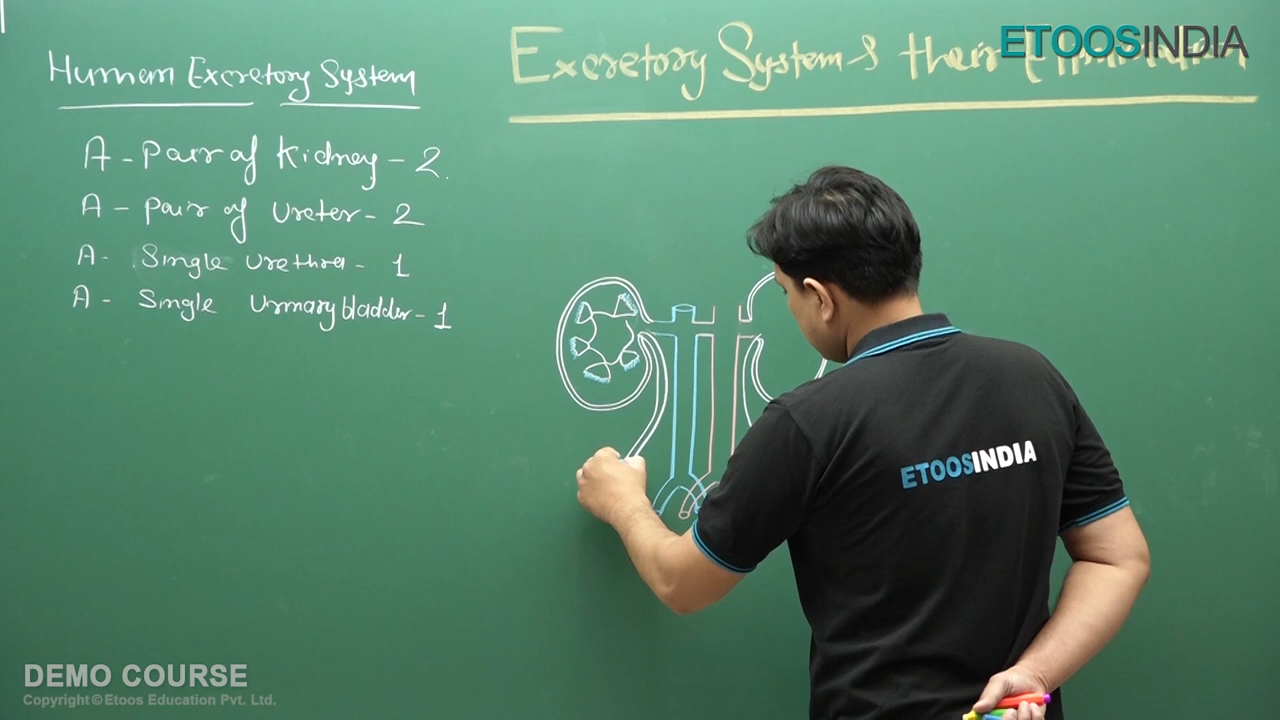 Human Excretory System
A - Pair of Kidney - 2.
A - Pair of Ureter - 2
A - Single Urethra - 1
A - Single Urinary bladder - 1
Excretory System & their
ETOOSINDIA
ETOOSINDIA
DEMO COURSE
Copyright © Etoos Education Pvt. Ltd.